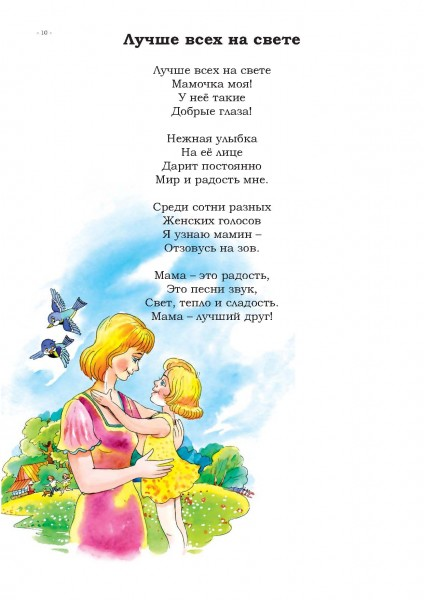 - 10 -
Лучше всех на свете
Лучше всех на свете
Мамочка моя!
У неё такие
Добрые глаза!
Нежная улыбка
На её лице
Дарит постоянно
Мир и радость мне.
Среди сотни разных
Женских голосов
Я узнаю мамин –
Отзовусь на зов.
Мама – это радость,
Это песни звук,
Свет, тепло и сладость.
Мама – лучший друг!